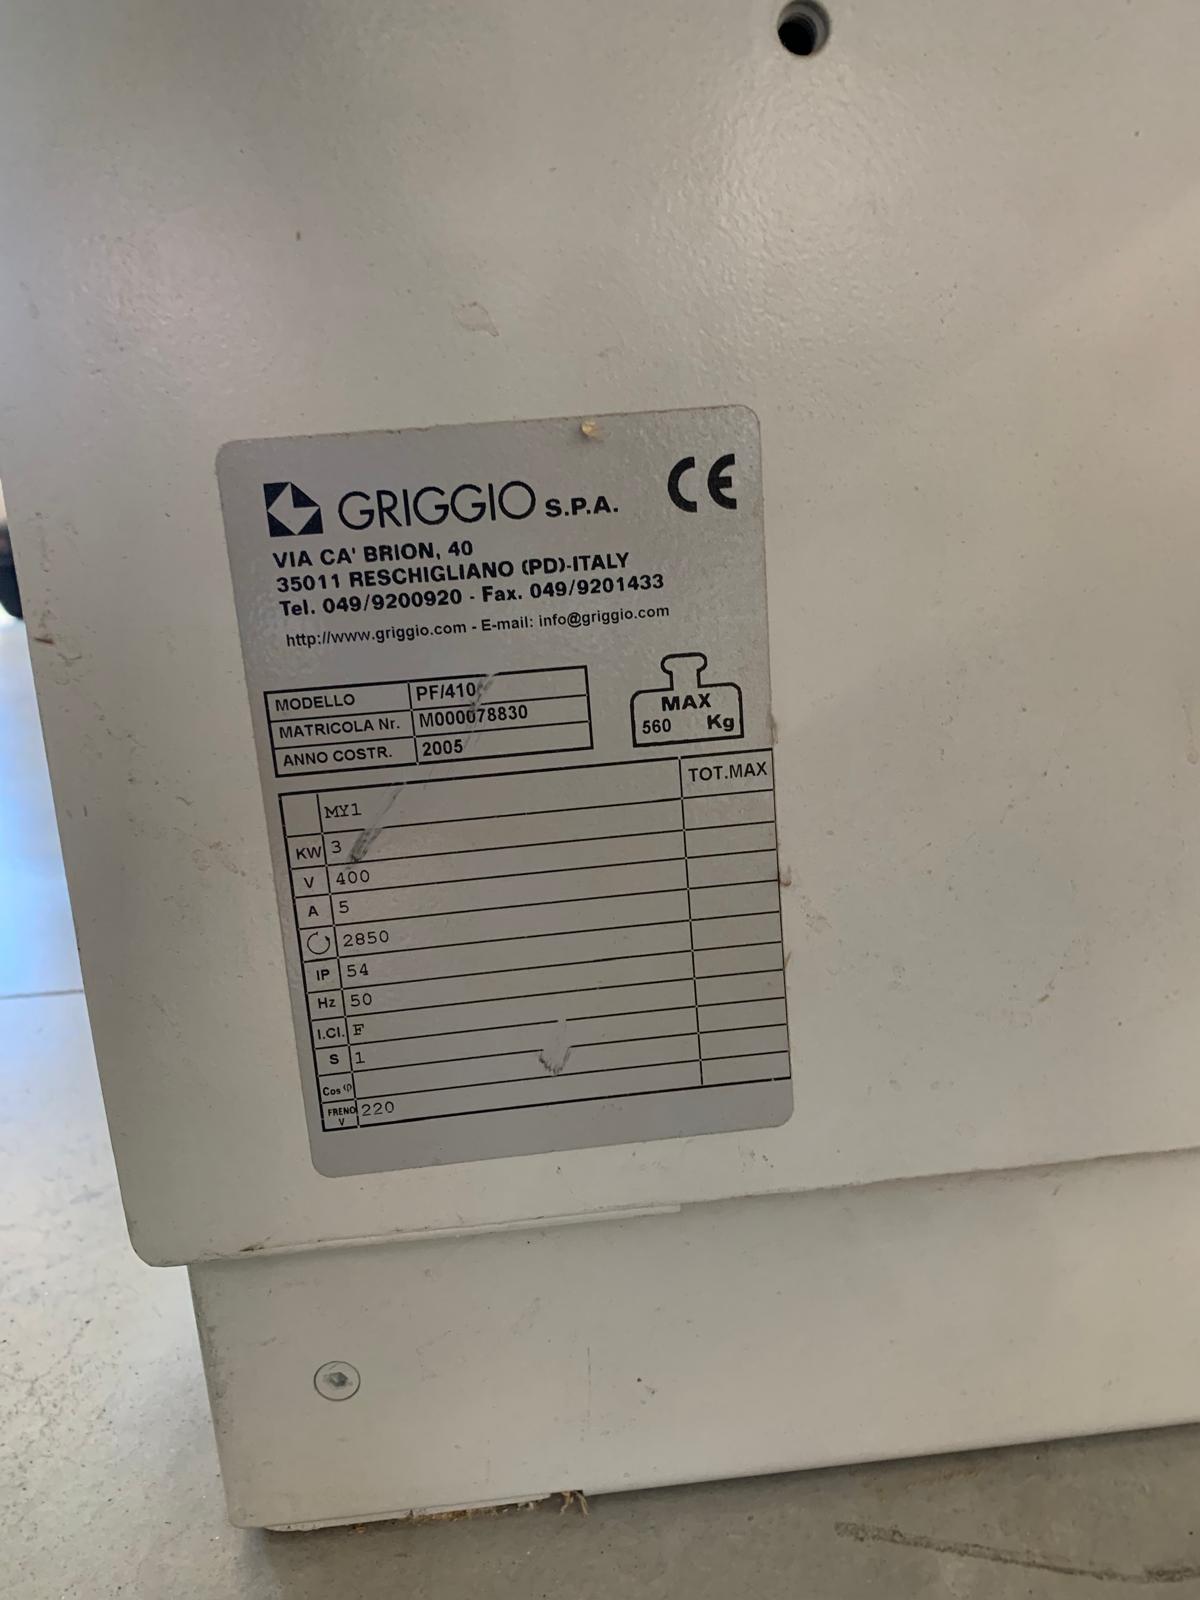 GRIGGIO S.P.A.
CE
VIA CA' BRION, 40
35011 RESCHIGLIANO (PD)-ITALY
Tel. 049/9200920 - Fax. 049/9201433
http://www.griggio.com - E-mail: info@griggio.com
MODELLO PF/410
MATRICOLA Nr. M000078830
ANNO COSTR. 2005
MAX
560 Kg
TOT.MAX
MY1
KW 3
V 400
A 5
2850
IP 54
Hz 50
I.Cl. F
S 1
Cos φ
FRENO V 220